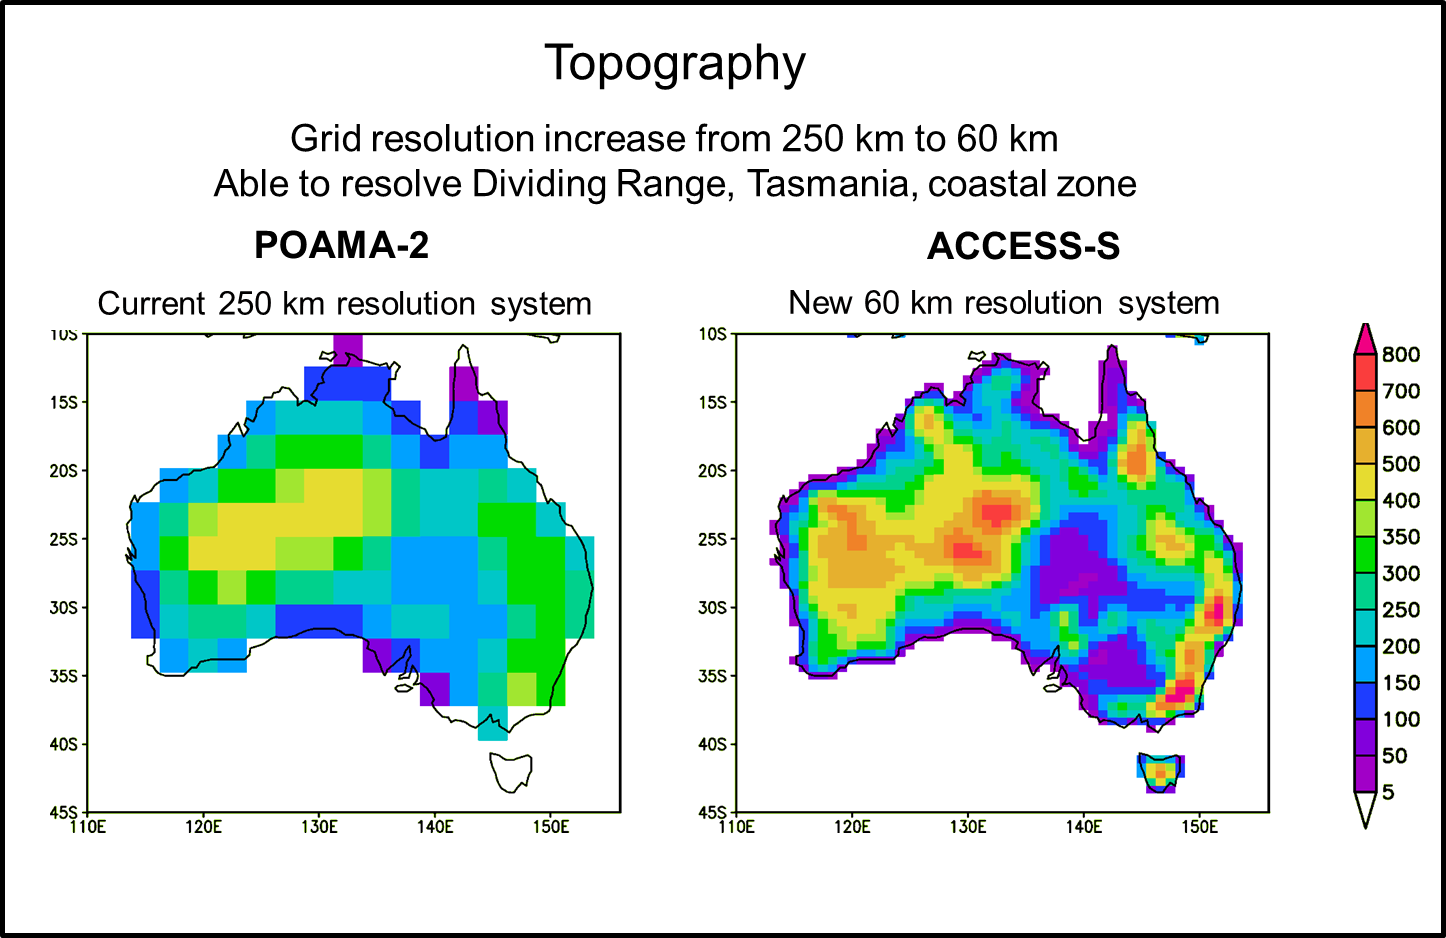 Topography
Grid resolution increase from 250 km to 60 km
Able to resolve Dividing Range, Tasmania, coastal zone
POAMA-2
ACCESS-S
Current 250 km resolution system
New 60 km resolution system
10S
15S
20S
25S
30S
35S
40S
45S
110E
120E
130E
140E
150E
10S
15S
20S
25S
30S
35S
40S
45S
110E
120E
130E
140E
150E
800
700
600
500
400
350
300
250
200
150
100
50
5